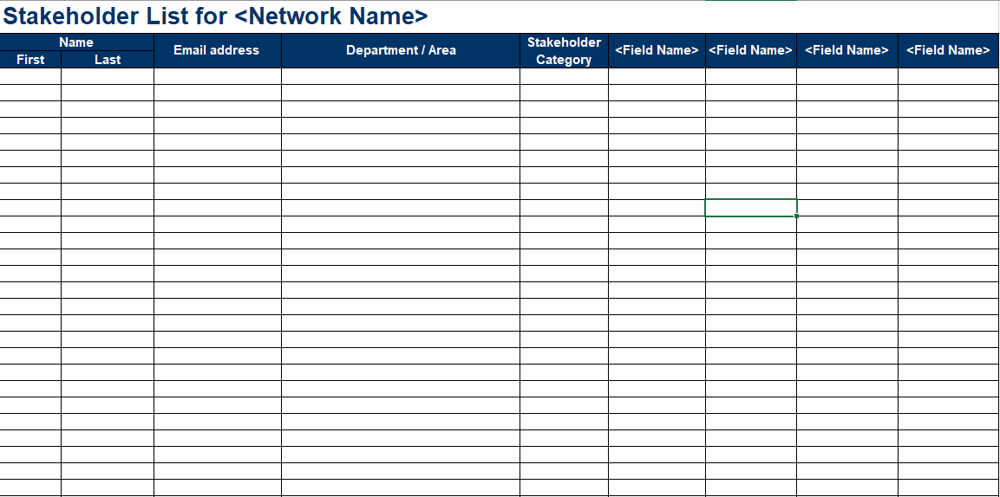 Stakeholder List for <Network Name>
Name
First
Last
Email address
Department / Area
Stakeholder
Category
<Field Name>
<Field Name>
<Field Name>
<Field Name>